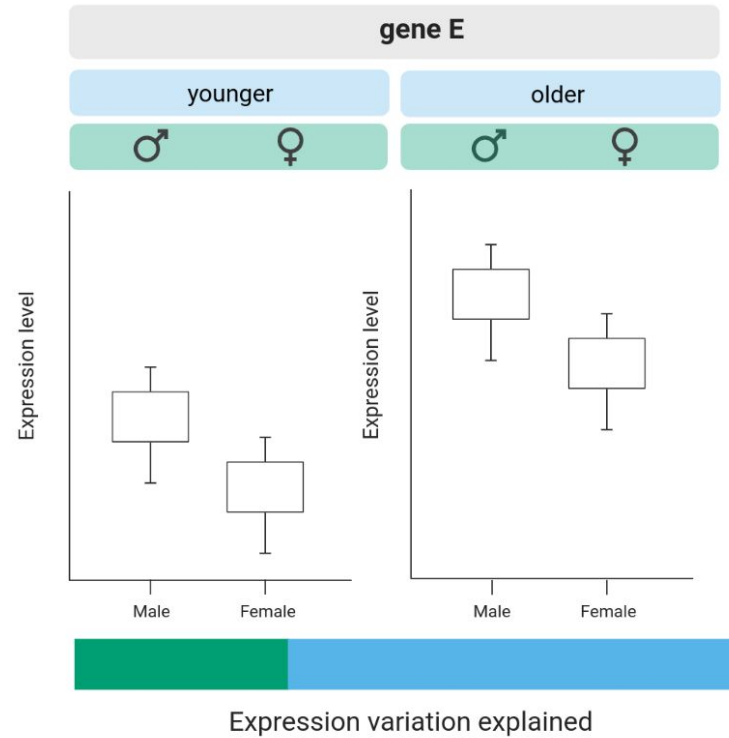 gene E
younger
older
Expression level
Male
Female
Expression level
Male
Female
Expression variation explained